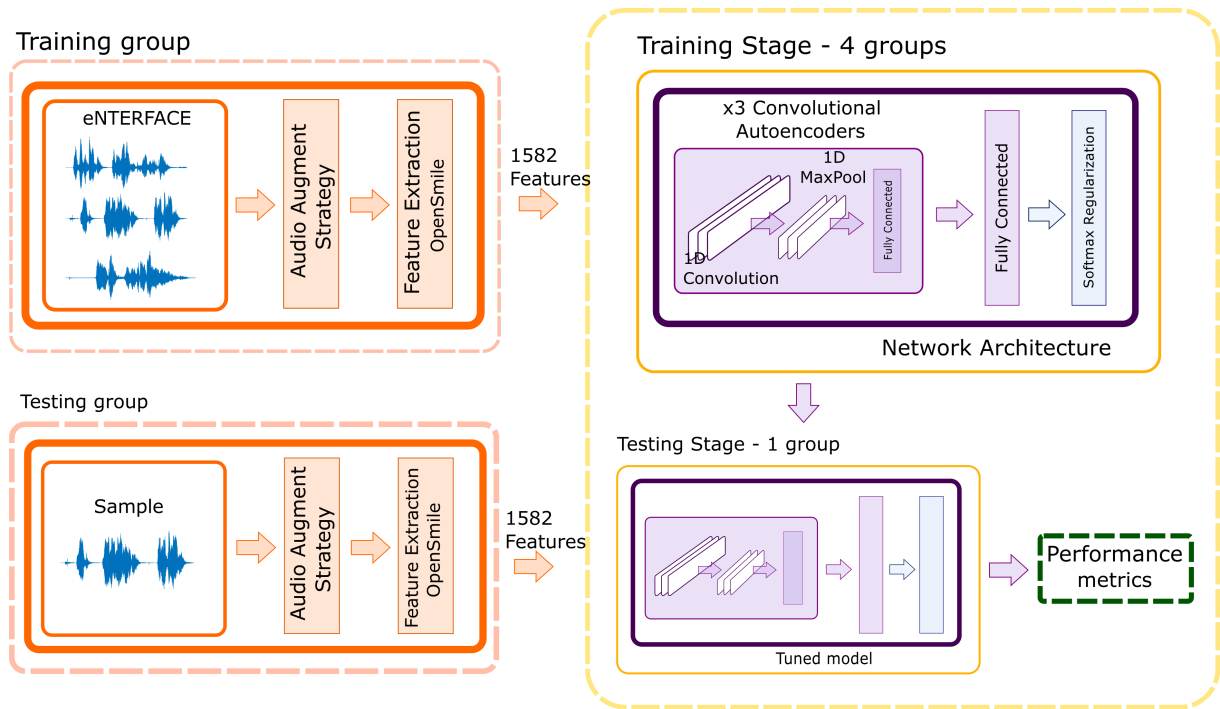 Training group
eNTERFACE
Audio Augment
Strategy
Feature Extraction
OpenSmile
1582
Features
Training Stage - 4 groups
x3 Convolutional
Autoencoders
1D
MaxPool
1D
Convolution
Fully Connected
Fully Connected
Softmax Regularization
Network Architecture
Testing group
Sample
Audio Augment
Strategy
Feature Extraction
OpenSmile
1582
Features
Testing Stage - 1 group
Tuned model
Performance
metrics